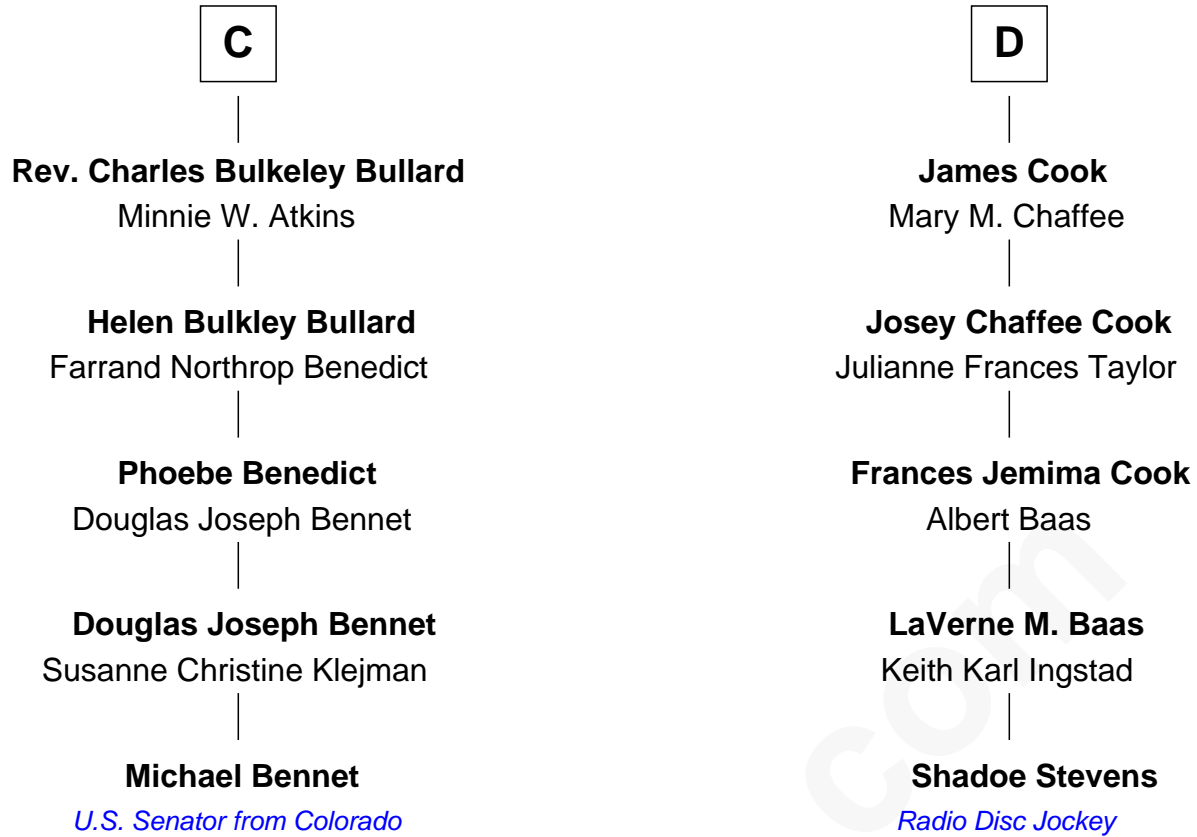 C
Rev. Charles Bulkeley Bullard
Minnie W. Atkins
Helen Bulkley Bullard
Farrand Northrop Benedict
Phoebe Benedict
Douglas Joseph Bennet
Douglas Joseph Bennet
Susanne Christine Klejman
Michael Bennet
U.S. Senator from Colorado
D
James Cook
Mary M. Chaffee
Josey Chaffee Cook
Julianne Frances Taylor
Frances Jemima Cook
Albert Baas
LaVerne M. Baas
Keith Karl Ingstad
Shadoe Stevens
Radio Disc Jockey
com